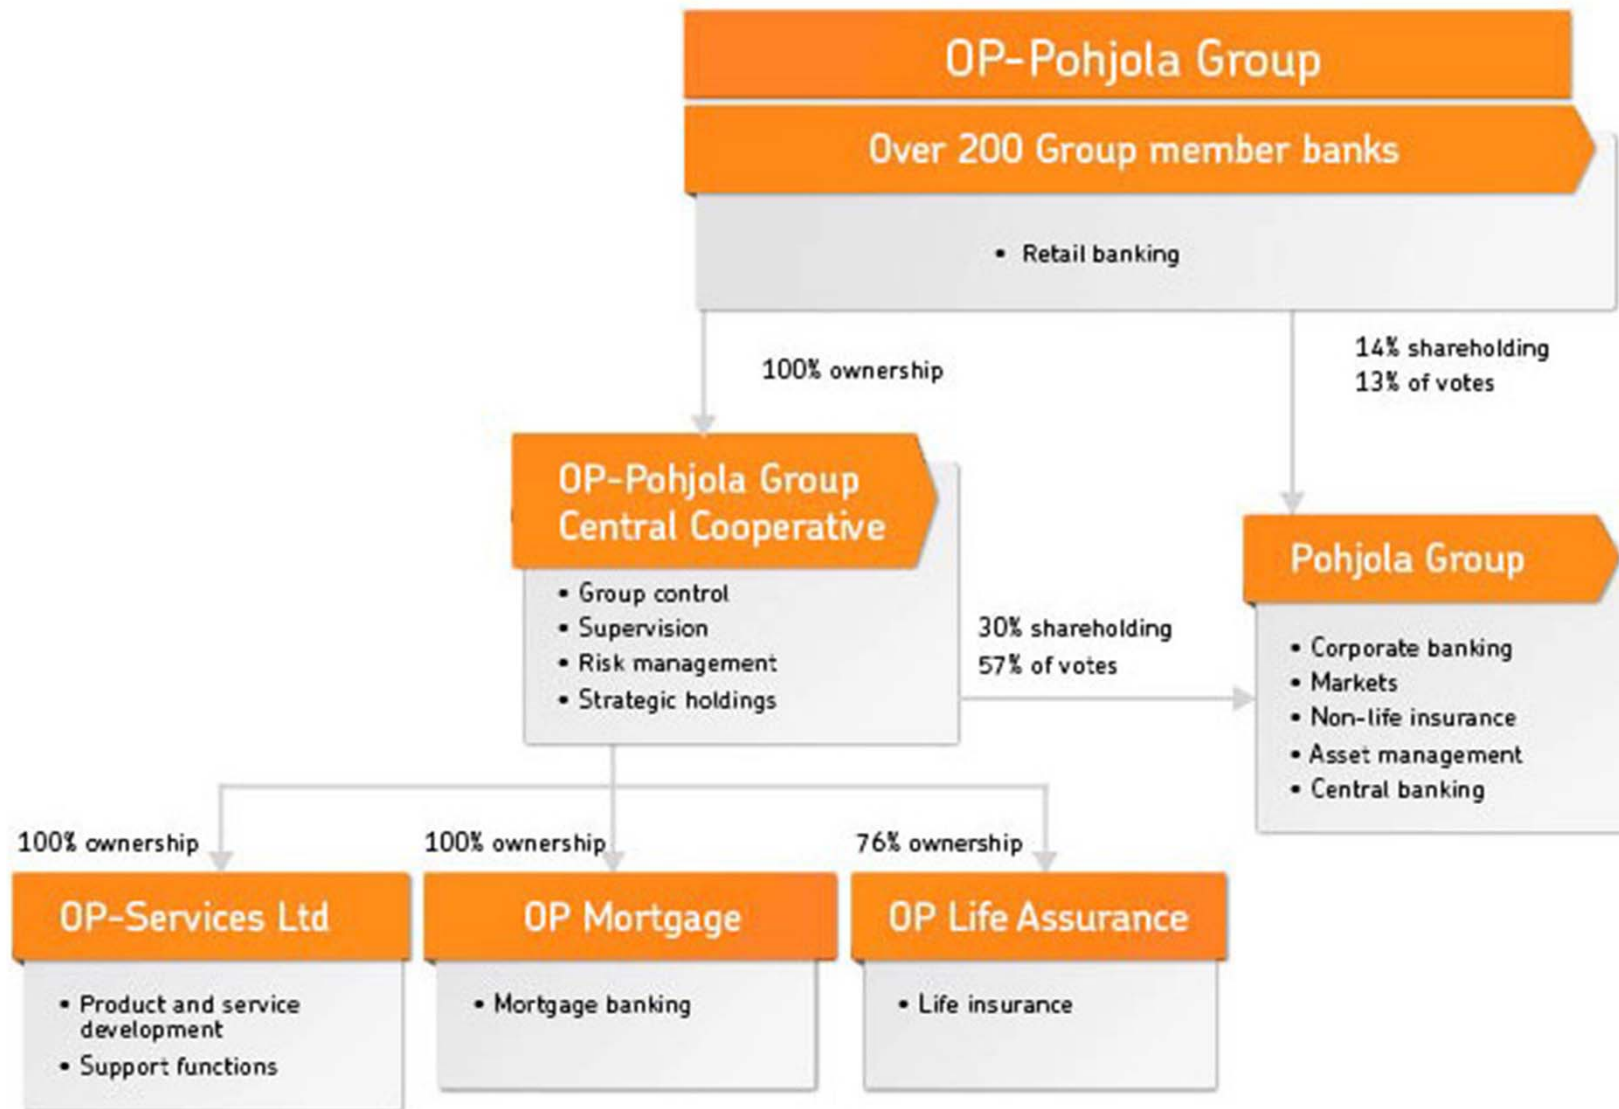 OP-Pohjola Group
Over 200 Group member banks
• Retail banking
100% ownership
14% shareholding
13% of votes
OP-Pohjola Group
Central Cooperative
• Group control
• Supervision
• Risk management
• Strategic holdings
30% shareholding
57% of votes
Pohjola Group
• Corporate banking
• Markets
• Non-life insurance
• Asset management
• Central banking
100% ownership
100% ownership
76% ownership
OP-Services Ltd
• Product and service
development
• Support functions
OP Mortgage
• Mortgage banking
OP Life Assurance
• Life insurance